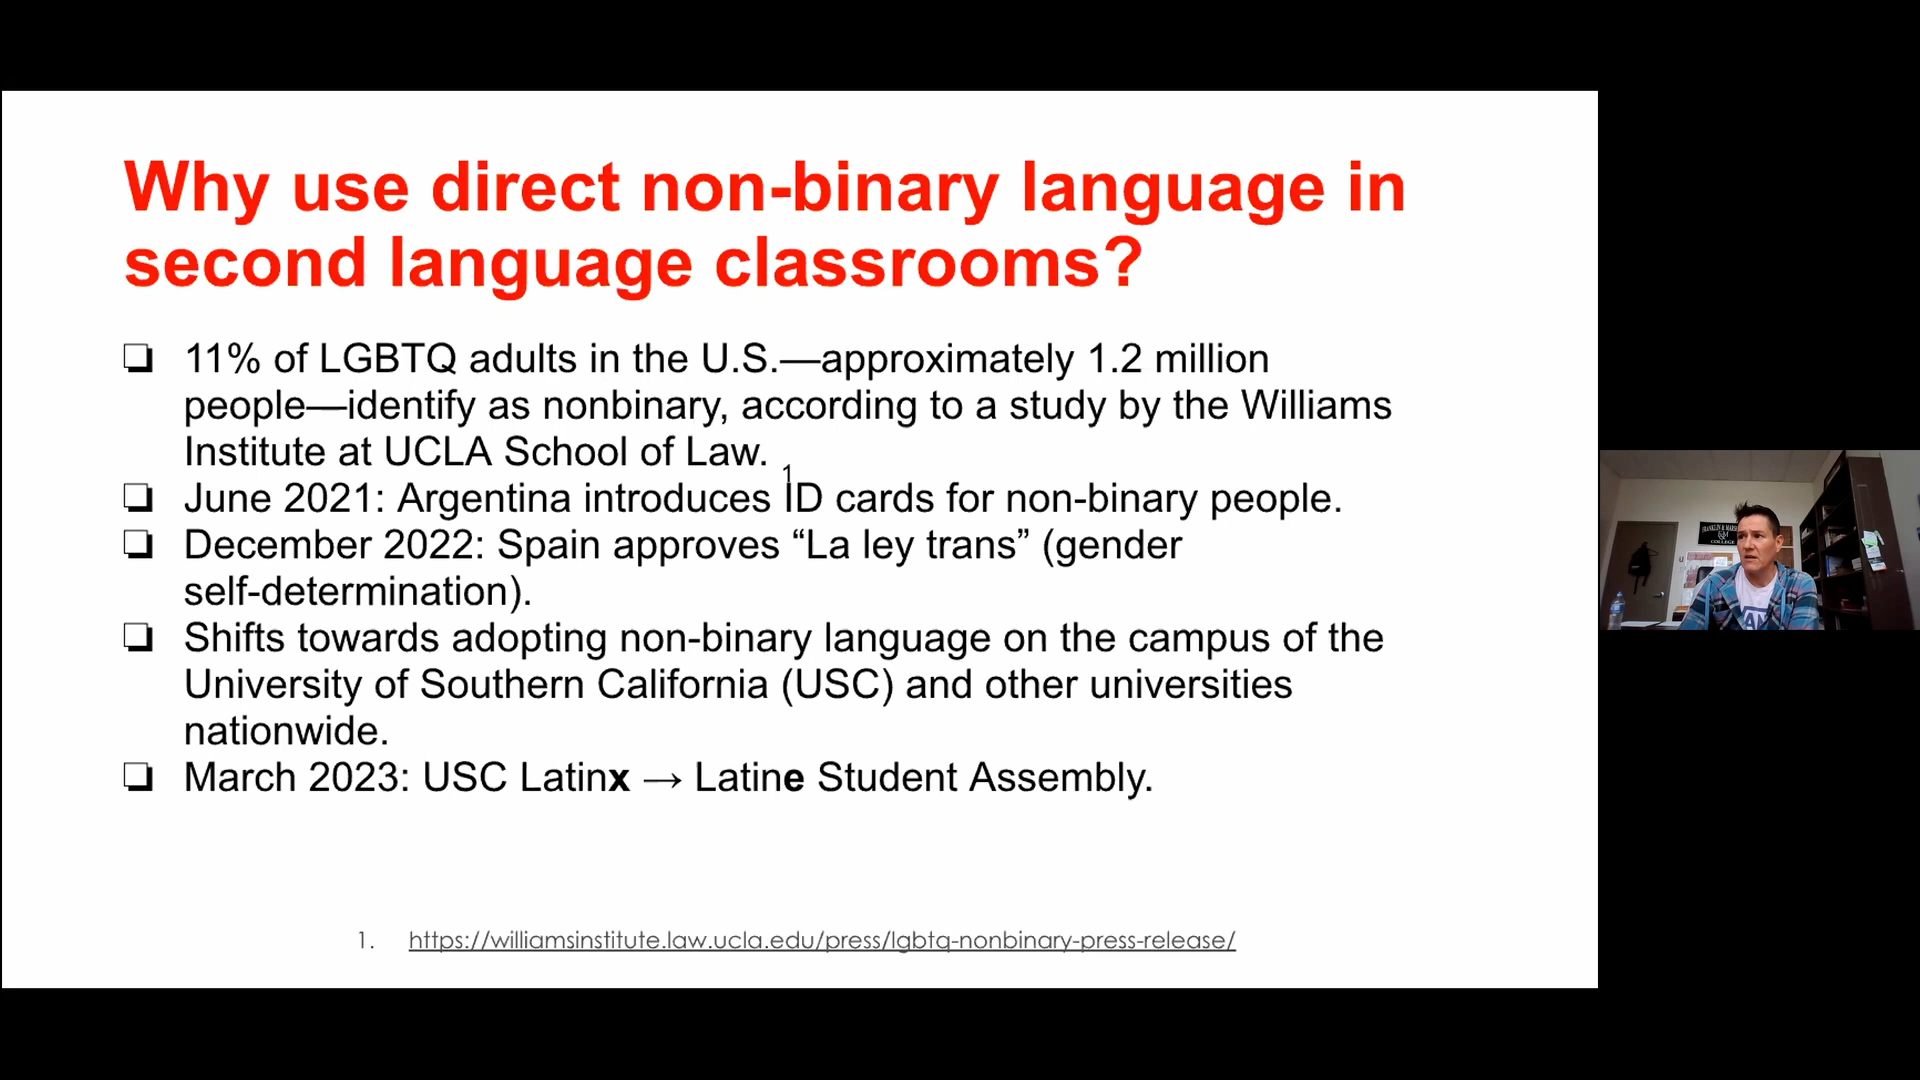 Why use direct non-binary language in
second language classrooms?
❏ 11% of LGBTQ adults in the U.S.—approximately 1.2 million
people—identify as nonbinary, according to a study by the Williams
Institute at UCLA School of Law.
1
❏ June 2021: Argentina introduces ID cards for non-binary people.
❏ December 2022: Spain approves “La ley trans” (gender
self-determination).
❏ Shifts towards adopting non-binary language on the campus of the
University of Southern California (USC) and other universities
nationwide.
❏ March 2023: USC Latinx → Latine Student Assembly.
1. https://williamsinstitute.law.ucla.edu/press/lgbtq-nonbinary-press-release/
COLLEGE